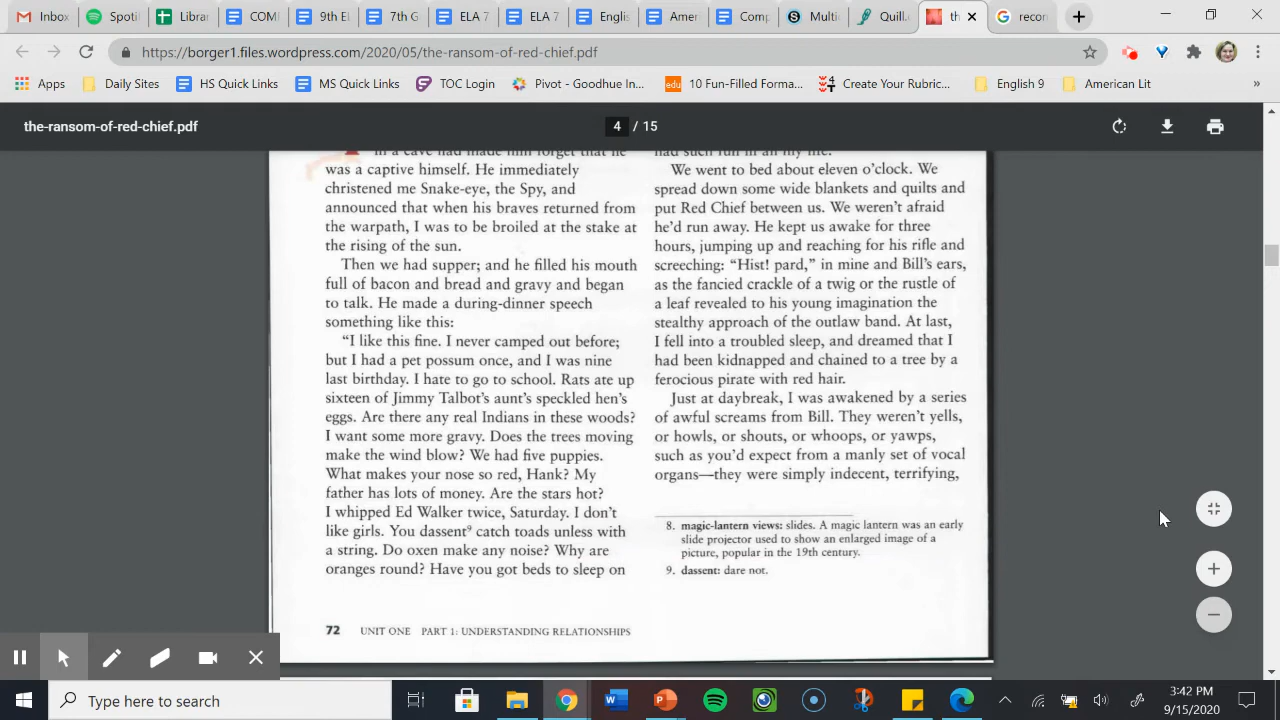 Spotif
Librar
COM
9th El
7th G
ELA 7
ELA 7
Englis
Amer
Comp
Multi
Quill.
th
recor
https://borger1.files.wordpress.com/2020/05/the-ransom-of-red-chief.pdf
Apps
Daily Sites
HS Quick Links
MS Quick Links
TOC Login
Pivot - Goodhue In...
edu 10 Fun-Filled Forma...
Create Your Rubric...
English 9
American Lit
»
the-ransom-of-red-chief.pdf
4 / 15
in a cave had made him forget that he
was a captive himself. He immediately
christened me Snake-eye, the Spy, and
announced that when his braves returned from
the warpath, I was to be broiled at the stake at
the rising of the sun.
Then we had supper; and he filled his mouth
full of bacon and bread and gravy and began
to talk. He made a during-dinner speech
something like this:
“I like this fine. I never camped out before;
but I had a pet possum once, and I was nine
last birthday. I hate to go to school. Rats ate up
sixteen of Jimmy Talbot’s aunt’s speckled hen’s
eggs. Are there any real Indians in these woods?
I want some more gravy. Does the trees moving
make the wind blow? We had five puppies.
What makes your nose so red, Hank? My
father has lots of money. Are the stars hot?
I whipped Ed Walker twice, Saturday. I don’t
like girls. You dassent⁹ catch toads unless with
a string. Do oxen make any noise? Why are
oranges round? Have you got beds to sleep on
had such fun in all my life.
We went to bed about eleven o’clock. We
spread down some wide blankets and quilts and
put Red Chief between us. We weren’t afraid
he’d run away. He kept us awake for three
hours, jumping up and reaching for his rifle and
screeching: “Hist! pard,” in mine and Bill’s ears,
as the fancied crackle of a twig or the rustle of
a leaf revealed to his young imagination the
stealthy approach of the outlaw band. At last,
I fell into a troubled sleep, and dreamed that I
had been kidnapped and chained to a tree by a
ferocious pirate with red hair.
Just at daybreak, I was awakened by a series
of awful screams from Bill. They weren’t yells,
or howls, or shouts, or whoops, or yawps,
such as you’d expect from a manly set of vocal
organs—they were simply indecent, terrifying,
8. magic-lantern views: slides. A magic lantern was an early
slide projector used to show an enlarged image of a
picture, popular in the 19th century.
9. dassent: dare not.
72 UNIT ONE PART 1: UNDERSTANDING RELATIONSHIPS
Type here to search
3:42 PM
9/15/2020